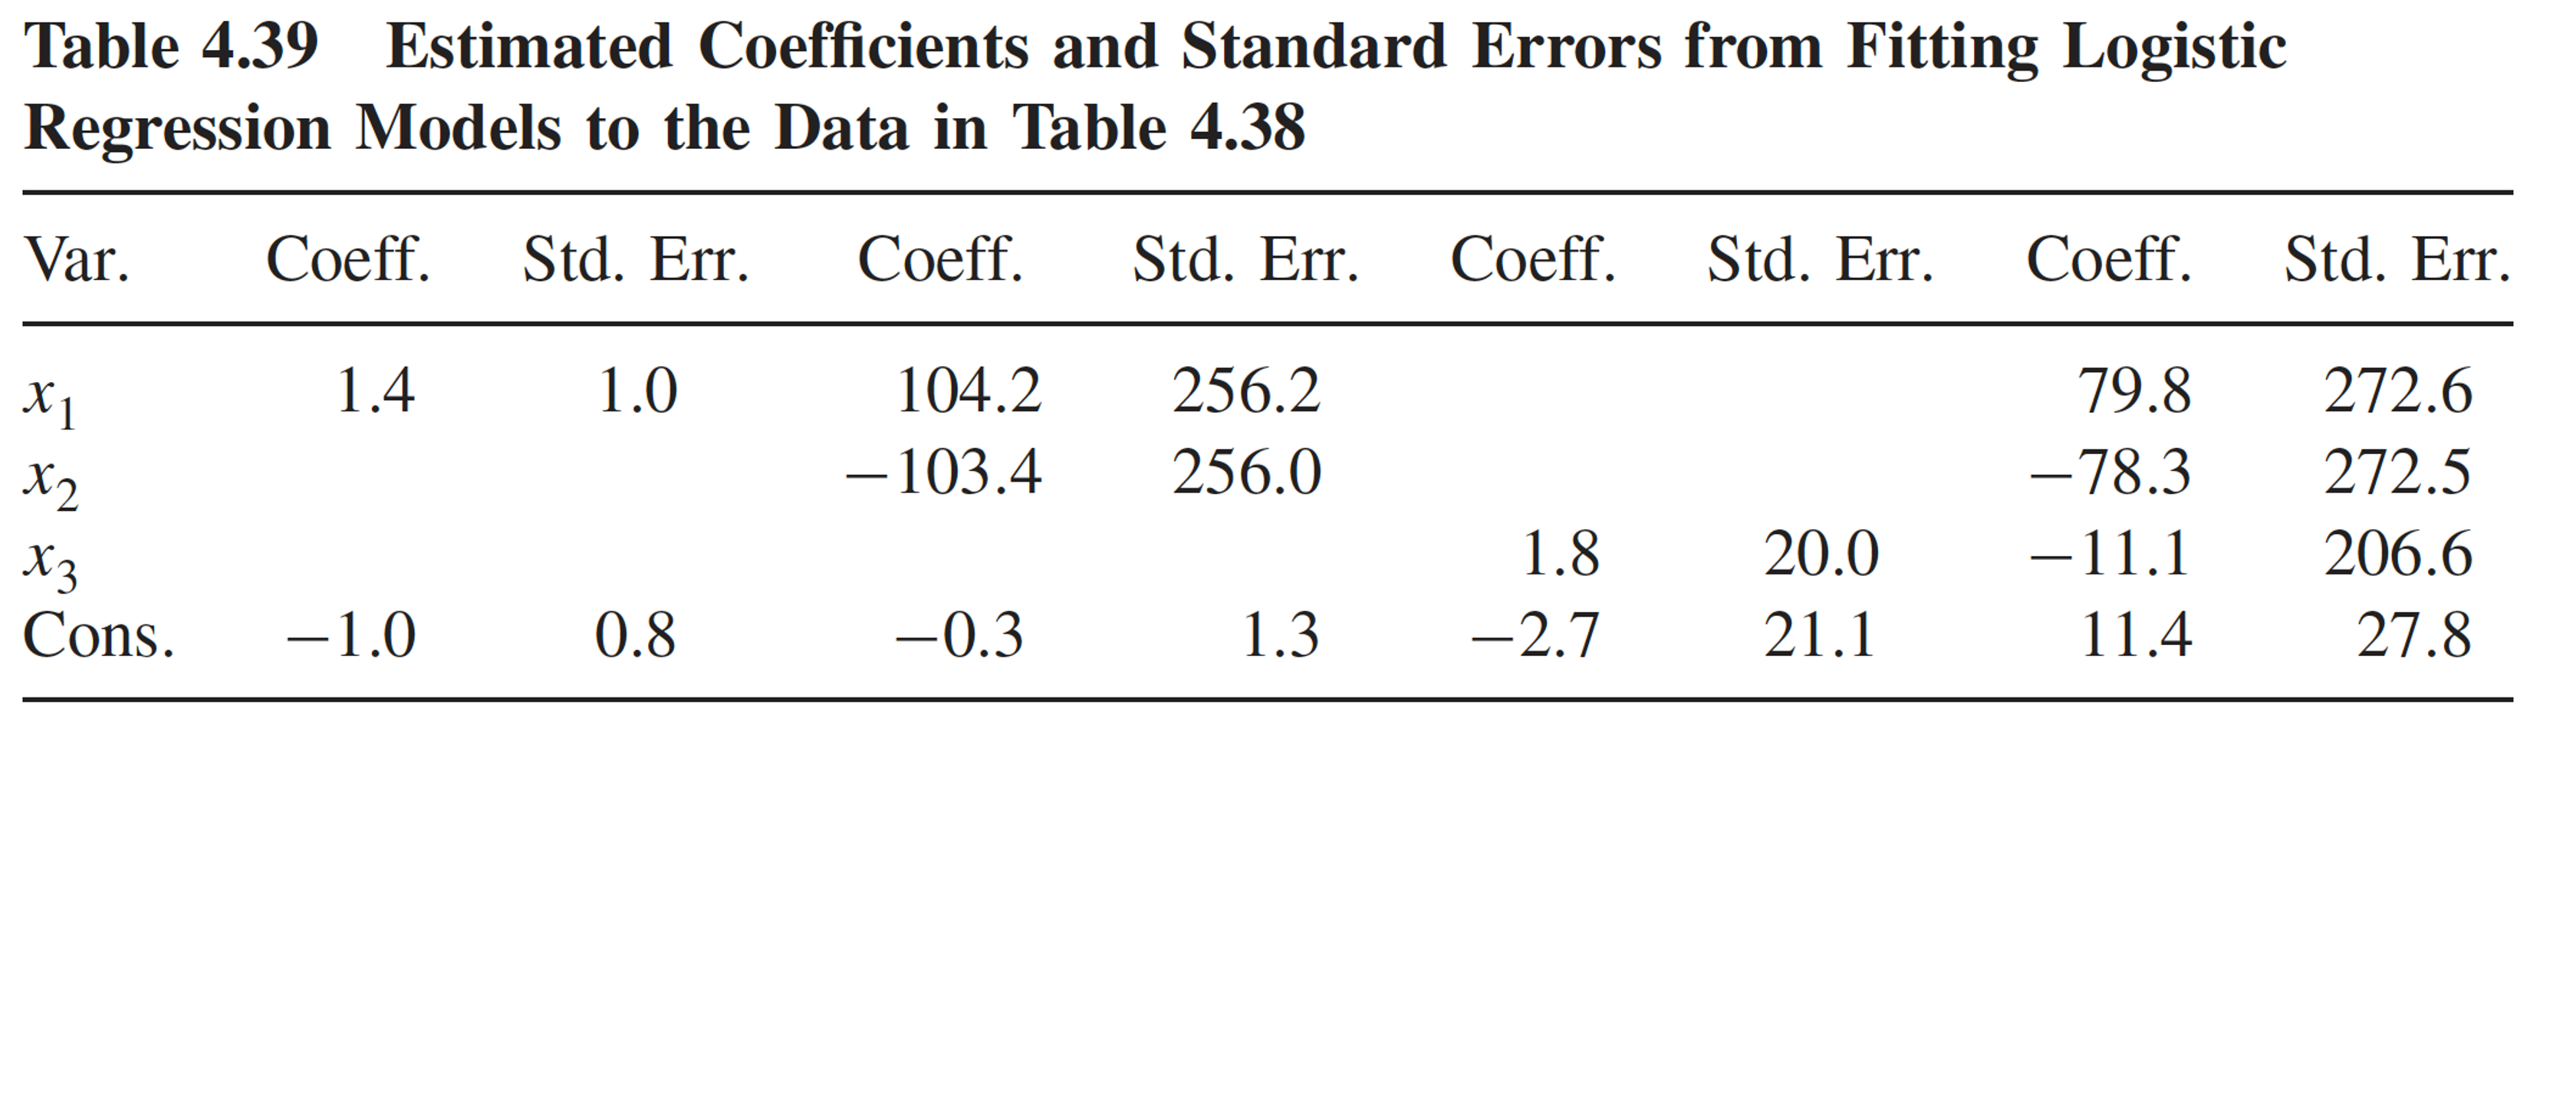 Table 4.39 Estimated Coefficients and Standard Errors from Fitting Logistic
Regression Models to the Data in Table 4.38
Var. Coeff. Std. Err. Coeff. Std. Err. Coeff. Std. Err. Coeff. Std. Err.
x1 1.4 1.0 104.2 256.2 79.8 272.6
x2 −103.4 256.0 −78.3 272.5
x3 1.8 20.0 −11.1 206.6
Cons. −1.0 0.8 −0.3 1.3 −2.7 21.1 11.4 27.8